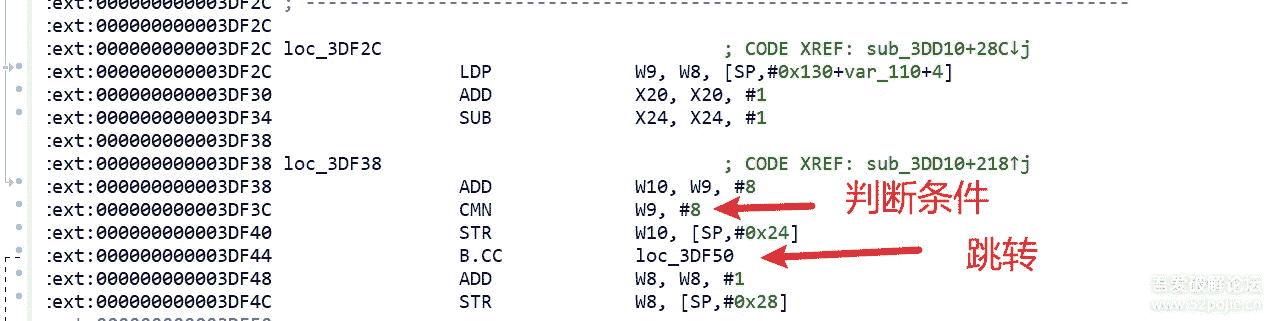 :ext:000000000003DF2C ; ---------------------------------------------------------------------------
:ext:000000000003DF2C
:ext:000000000003DF2C loc_3DF2C ; CODE XREF: sub_3DD10+28C↓j
:ext:000000000003DF2C LDP W9, W8, [SP,#0x130+var_110+4]
:ext:000000000003DF30 ADD X20, X20, #1
:ext:000000000003DF34 SUB X24, X24, #1
:ext:000000000003DF38
:ext:000000000003DF38 loc_3DF38 ; CODE XREF: sub_3DD10+218↑j
:ext:000000000003DF38 ADD W10, W9, #8
:ext:000000000003DF3C CMN W9, #8 判断条件
:ext:000000000003DF40 STR W10, [SP,#0x24]
:ext:000000000003DF44 B.CC loc_3DF50 跳转
:ext:000000000003DF48 ADD W8, W8, #1
:ext:000000000003DF4C STR W8, [SP,#0x28]
吾爱破解论坛
www.52pojie.cn